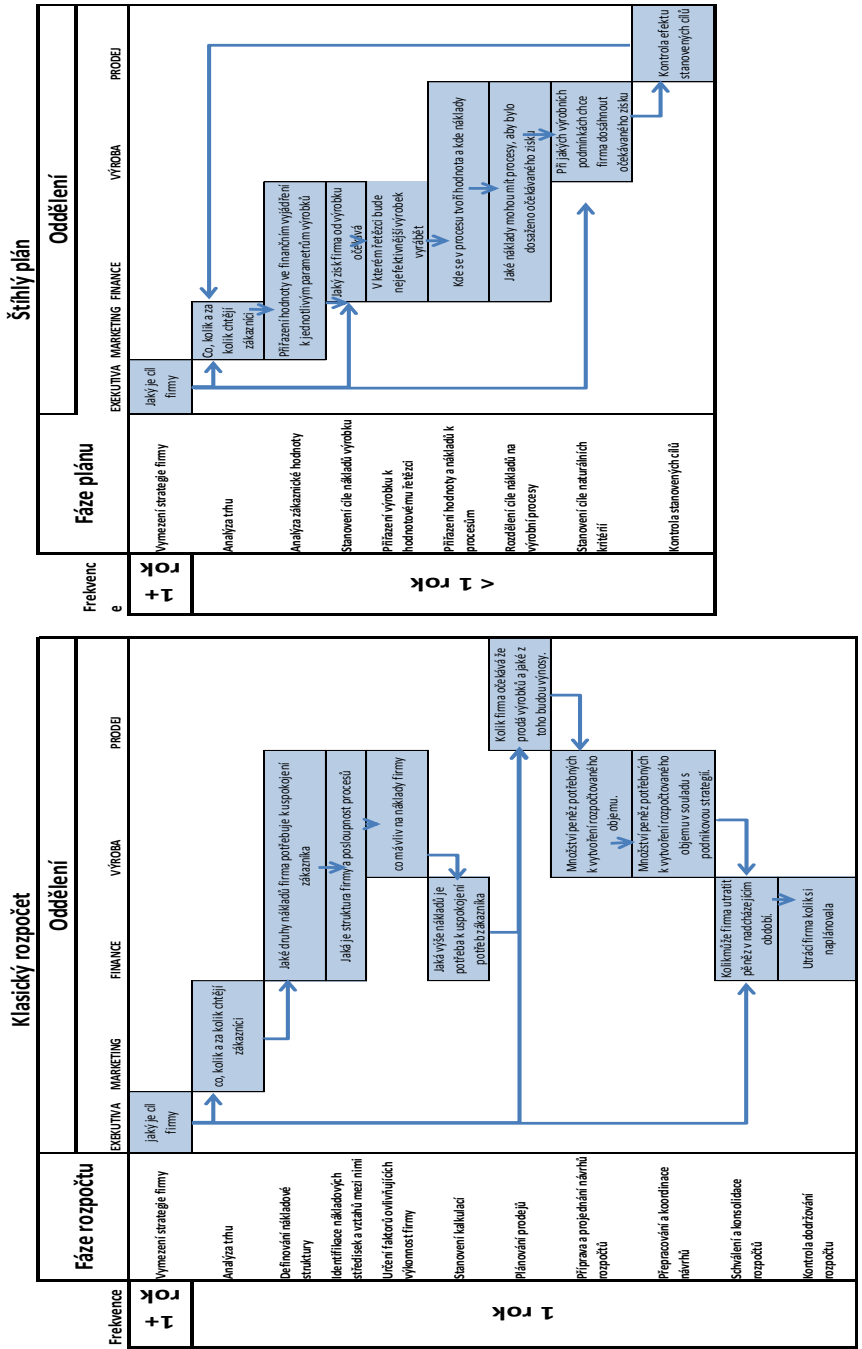 Klasický rozpočet
Frekvence
Fáze rozpočtu
Oddělení
EXEKUTIVA
MARKETING
FINANCE
VÝROBA
PRODEJ
1+
rok
Vymezení strategie firmy
jaký je cíl
firmy
1 rok
Analýza trhu
co, kolik a za kolik chtějí
zákazníci
Definování nákladové
struktury
Jaké druhy nákladů firma potřebuje k uspokojení
zákazníka
Identifikace nákladových
středisek a vztahů mezi nimi
Jaká je struktura firmy a posloupnost procesů
Určení faktorů ovlivňujících
výkonnost firmy
co má vliv na náklady firmy
Stanovení kalkulací
Jaká výše nákladů je
potřeba k uspokojení
potřeb zákazníka
Plánování prodejů
Kolik firma očekává že
prodá výrobků a jaké z
toho budou výnosy.
Příprava a projednání návrhů
rozpočtů
Množství peněz potřebných
k vytvoření rozpočtovaného
objemu.
Přepracování a koordinace
návrhů
Množství peněz potřebných
k vytvoření rozpočtovaného
objemu v souladu s
podnikovou strategií.
Schválení a konsolidace
rozpočtů
Kolik může firma utratit
pěněz v nadcházejícím
období.
Kontrola dodržování
rozpočtu
Utrácí firma kolik si
naplánovala
Štíhlý plán
Frekvenc
e
Fáze plánu
Oddělení
EXEKUTIVA
MARKETING
FINANCE
VÝROBA
PRODEJ
1+
rok
Vymezení strategie firmy
Jaký je cíl
firmy
< 1 rok
Analýza trhu
Co, kolik a za
kolik chtějí
zákazníci
Analýza zákaznické hodnoty
Přiřazení hodnoty ve finančním vyjádření
k jednotlivým parametrům výrobků
Stanovení cíle nákladů výrobku
Jaký zisk firma od výrobku
očekává
Přiřazení výrobku k
hodnotovému řetězci
V kterém řetězci bude
nejefektivnější výrobek
vyrábět
Přiřazení hodnoty a nákladů k
procesům
Kde se v procesu tvoří hodnota a kde náklady
Rozdělení cíle nákladů na
výrobní procesy
Jaké náklady mohou mít procesy, aby bylo
dosaženo očekávaného zisku
Stanovení cíle naturálních
kritérií
Při jakých výrobních
podmínkách chce
firma dosáhnout
očekávaného zisku
Kontrola stanovených cílů
Kontrola efektu
stanovených cílů